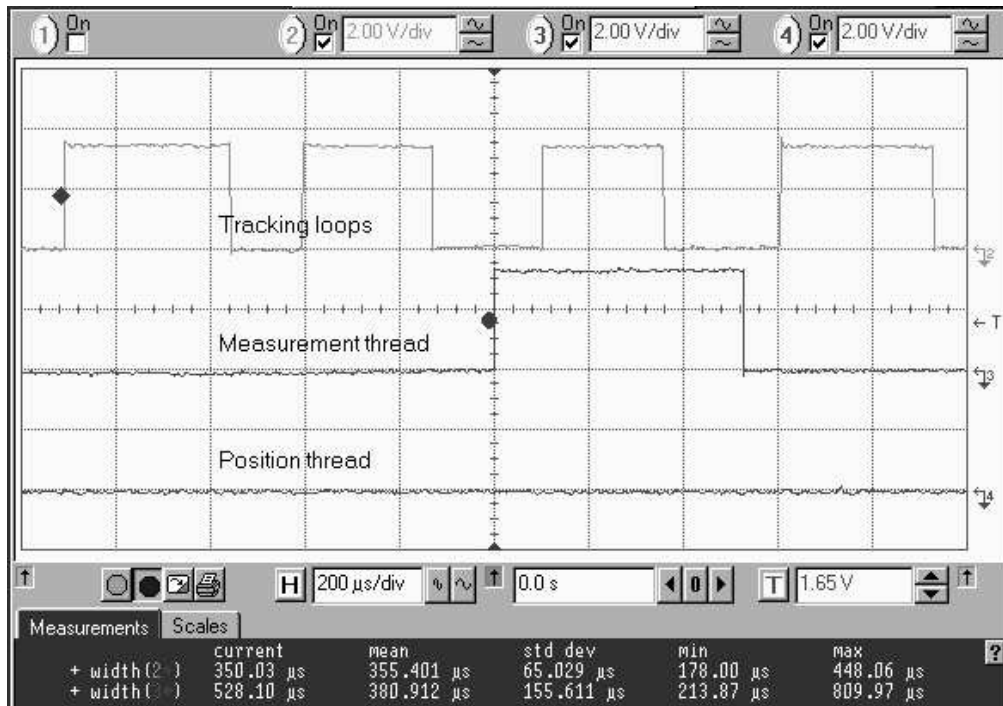 1 On 2 On 2.00 V/div 3 On 2.00 V/div 4 On 2.00 V/div
Tracking loops
2
T
Measurement thread
3
Position thread
4
H 200 µs/div 0.0 s 0 T 1.65 V
Measurements Scales
current mean std dev min max
+ width(2 ) 350.03 µs 355.401 µs 65.029 µs 178.00 µs 448.06 µs
+ width( ) 528.10 µs 380.912 µs 155.611 µs 213.87 µs 809.97 µs
?